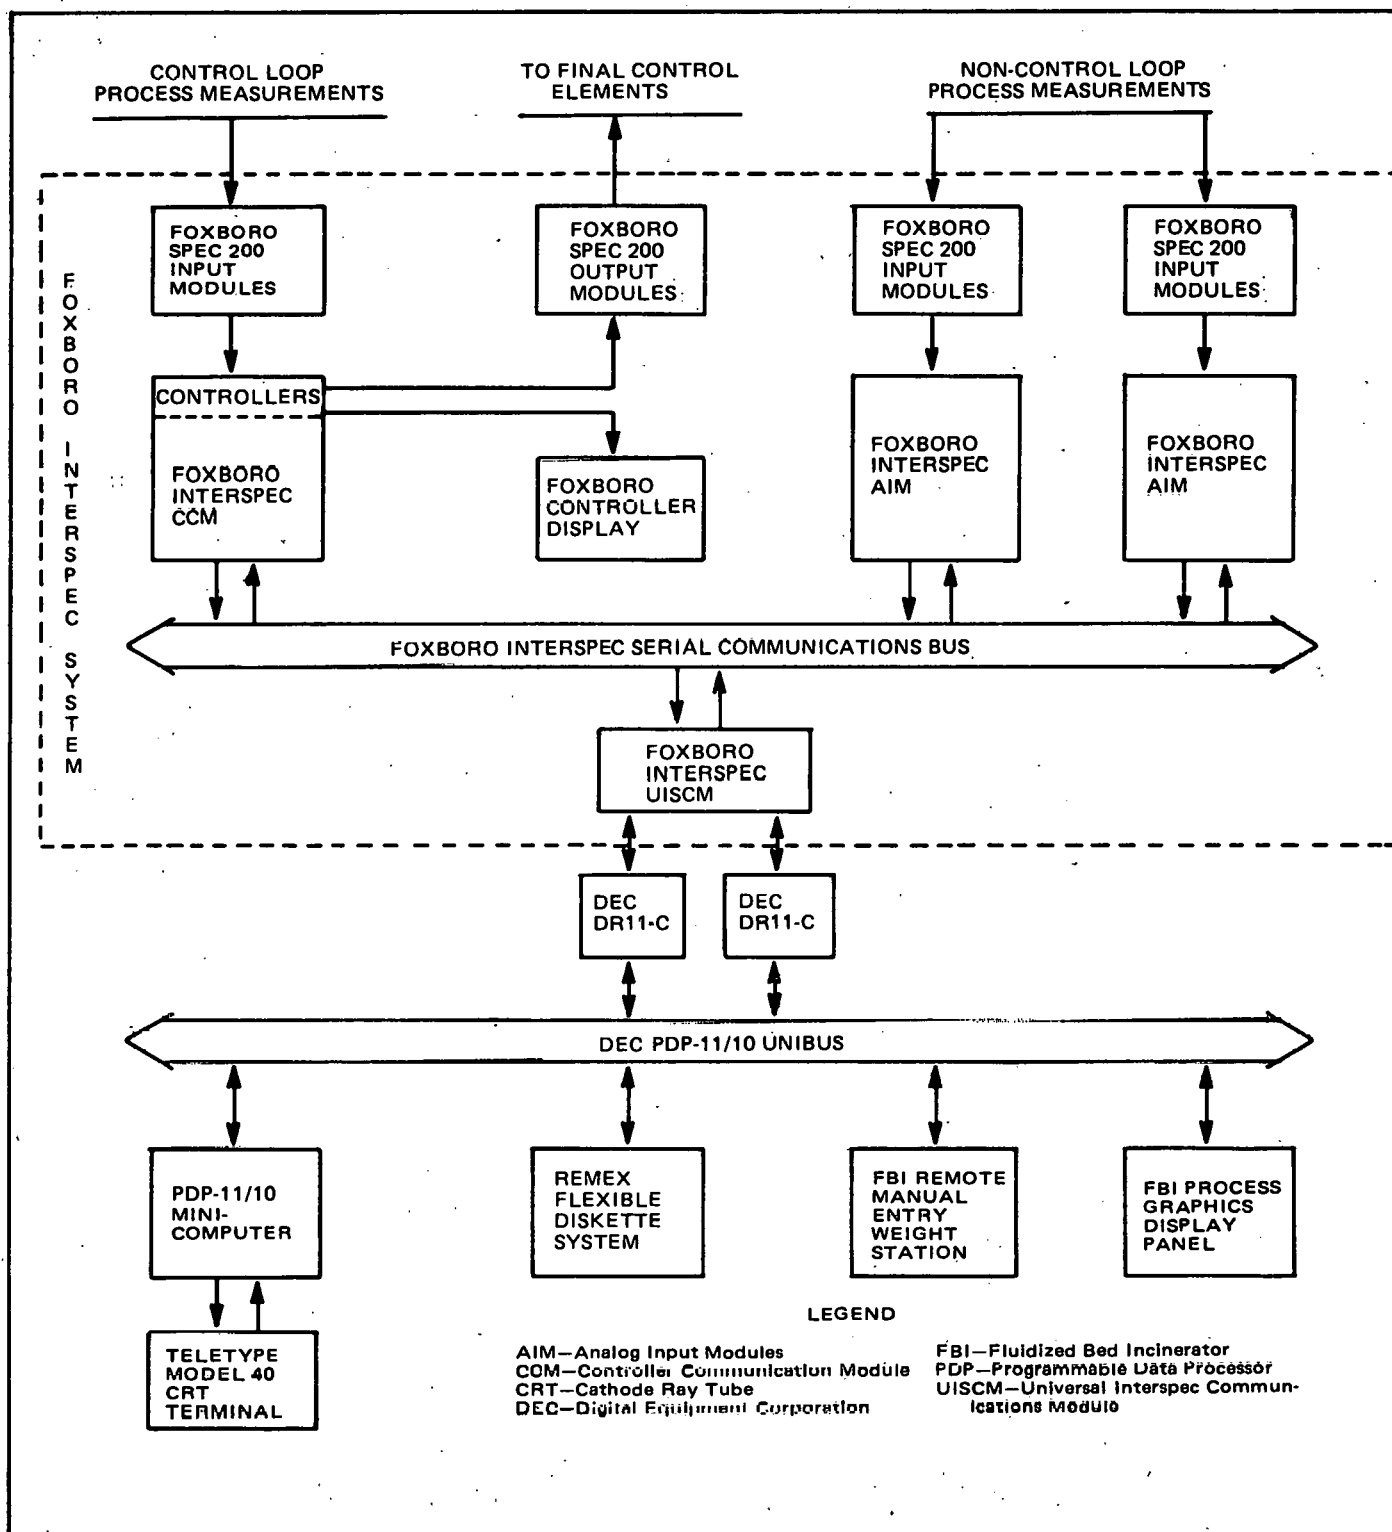 CONTROL LOOP
PROCESS MEASUREMENTS
TO FINAL CONTROL
ELEMENTS
NON-CONTROL LOOP
PROCESS MEASUREMENTS
FOXBORO INTERSPEC SYSTEM
FOXBORO
SPEC 200
INPUT
MODULES
FOXBORO
SPEC 200
OUTPUT
MODULES
FOXBORO
SPEC 200
INPUT
MODULES
FOXBORO
SPEC 200
INPUT
MODULES
CONTROLLERS
FOXBORO
INTERSPEC
CCM
FOXBORO
CONTROLLER
DISPLAY
FOXBORO
INTERSPEC
AIM
FOXBORO
INTERSPEC
AIM
FOXBORO INTERSPEC SERIAL COMMUNICATIONS BUS
FOXBORO
INTERSPEC
UISCM
DEC
DR11-C
DEC
DR11-C
DEC PDP-11/10 UNIBUS
PDP-11/10
MINI-
COMPUTER
REMEX
FLEXIBLE
DISKETTE
SYSTEM
FBI REMOTE
MANUAL
ENTRY
WEIGHT
STATION
FBI PROCESS
GRAPHICS
DISPLAY
PANEL
TELETYPE
MODEL 40
CRT
TERMINAL
LEGEND
AIM—Analog Input Modules
CCM—Controller Communication Module
CRT—Cathode Ray Tube
DEC—Digital Equipment Corporation
FBI—Fluidized Bed Incinerator
PDP—Programmable Data Processor
UISCM—Universal Interspec Commun-
ications Module